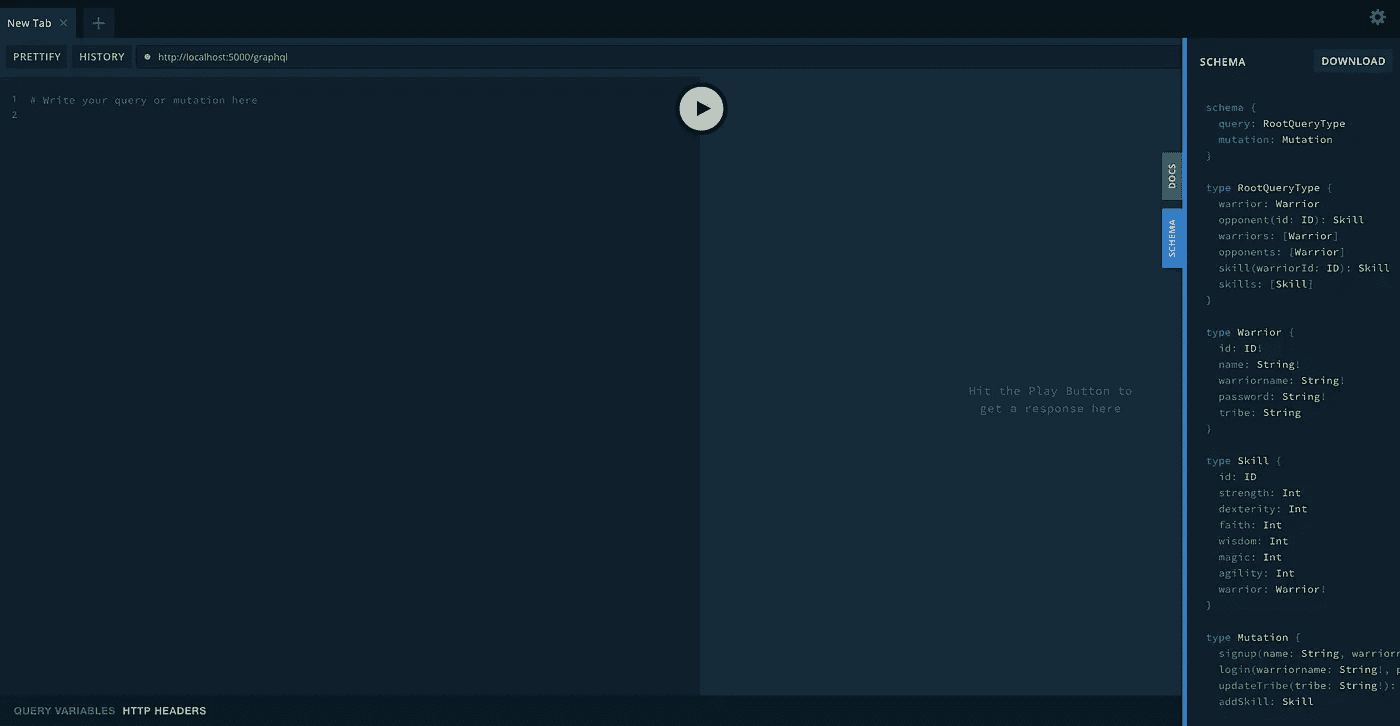 New Tab
PRETTIFY HISTORY http://localhost:5000/graphql
1 # Write your query or mutation here
2
Hit the Play Button to
get a response here
QUERY VARIABLES HTTP HEADERS
DOCS
SCHEMA
SCHEMA DOWNLOAD
schema {
query: RootQueryType
mutation: Mutation
}
type RootQueryType {
warrior: Warrior
opponent(id: ID): Skill
warriors: [Warrior]
opponents: [Warrior]
skill(warriorId: ID): Skill
skills: [Skill]
}
type Warrior {
id: ID!
name: String!
warriorname: String!
password: String!
tribe: String
}
type Skill {
id: ID
strength: Int
dexterity: Int
faith: Int
wisdom: Int
magic: Int
agility: Int
warrior: Warrior!
}
type Mutation {
signup(name: String, warriorn
login(warriorname: String!, p
updateTribe(tribe: String!):
addSkill: Skill